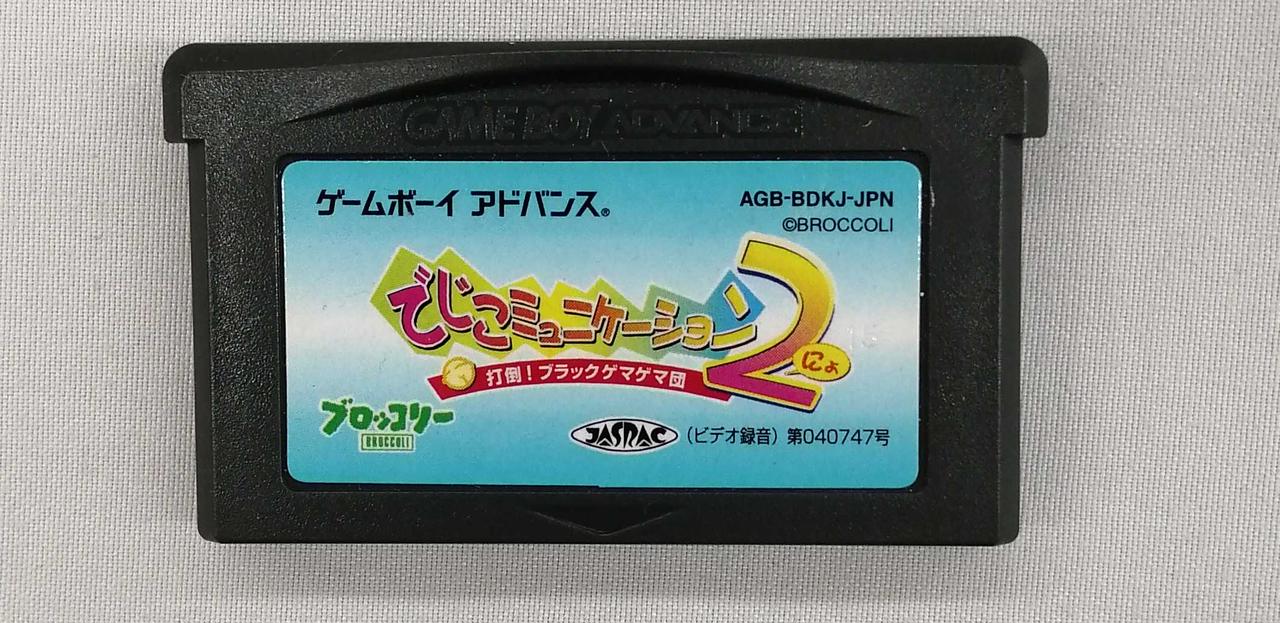 GAME BOY ADVANCE
ゲームボーイ アドバンス®
AGB-BDKJ-JPN
©BROCCOLI
でじこミュニケーション2
にょ
打倒！ブラックゲマゲマ団
ブロッコリー
BROCCOLI
JASRAC
（ビデオ録音）第040747号